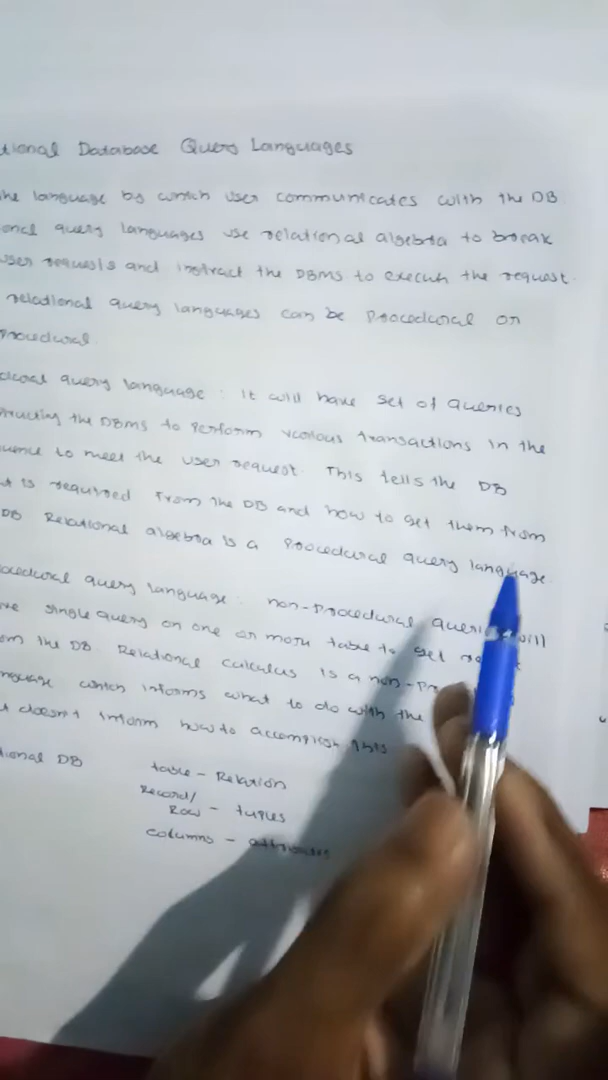 tional Database Query Languages
he language by which user communicates with the DB
onal query languages use relational algebra to break
user requests and instruct the DBMS to execute the request.
relational query languages can be procedural or
procedural.
dural query language: it will have set of queries
tructing the DBMS to perform various transactions in the
uence to meet the user request. This tells the DB
t is required from the DB and how to get them from
DB Relational algebra is a procedural query language.
ocedural query language: non-procedural queri will
ve single query on one or more table to get
om the DB. Relational calculus is a non-Pr
nguage which informs what to do with the
t doesn't inform how to accomplish this
tional DB
table - Relation
Record/
Row - tuples
columns - attributes